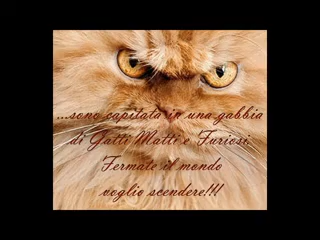 ...sono capitata in una gabbia
di Gatti Matti e Furiosi.
Fermate il mondo
voglio scendere!!!